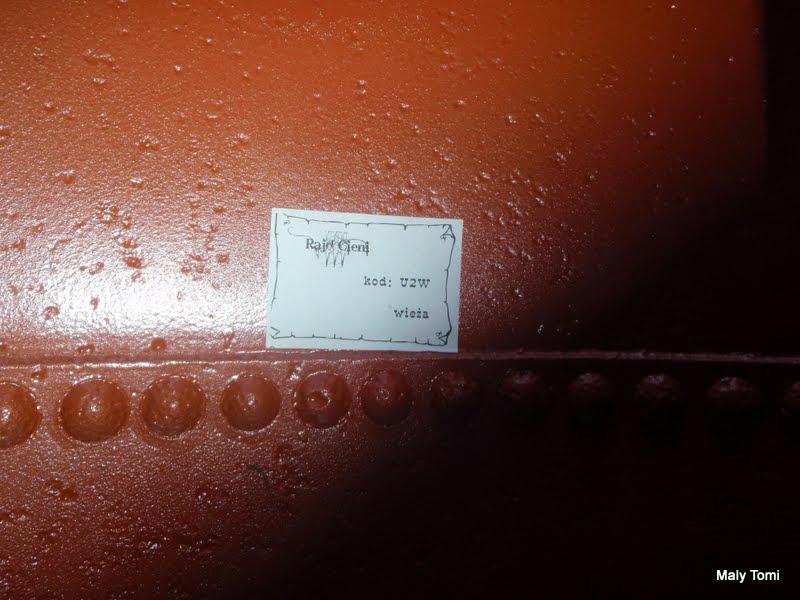 Rajd Cieni
kod: U2W
wieża
Maly Tomi